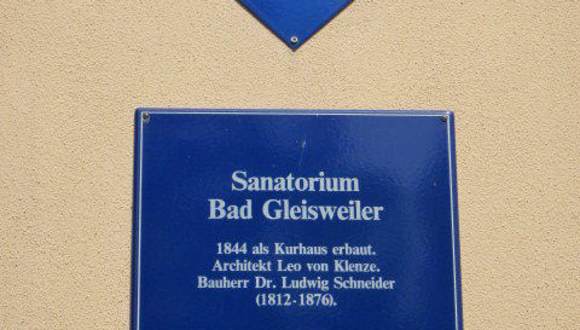 Sanatorium
Bad Gleisweiler
1844 als Kurhaus erbaut.
Architekt Leo von Klenze.
Bauherr Dr. Ludwig Schneider
(1812-1876).